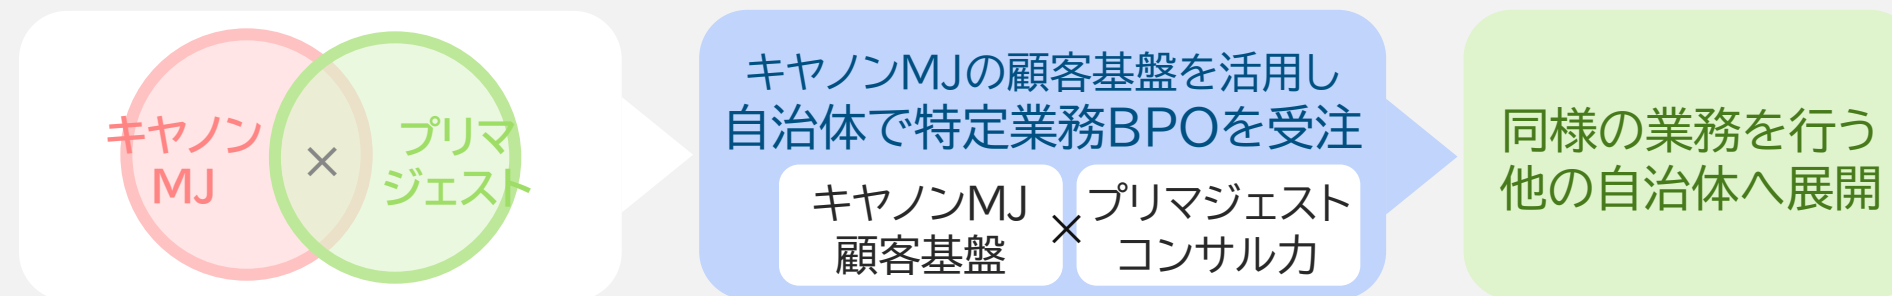 キヤノン
MJ
×
プリマ
ジェスト
キヤノンMJの顧客基盤を活用し
自治体で特定業務BPOを受注
キヤノンMJ
顧客基盤
×
プリマジェスト
コンサル力
同様の業務を行う
他の自治体へ展開